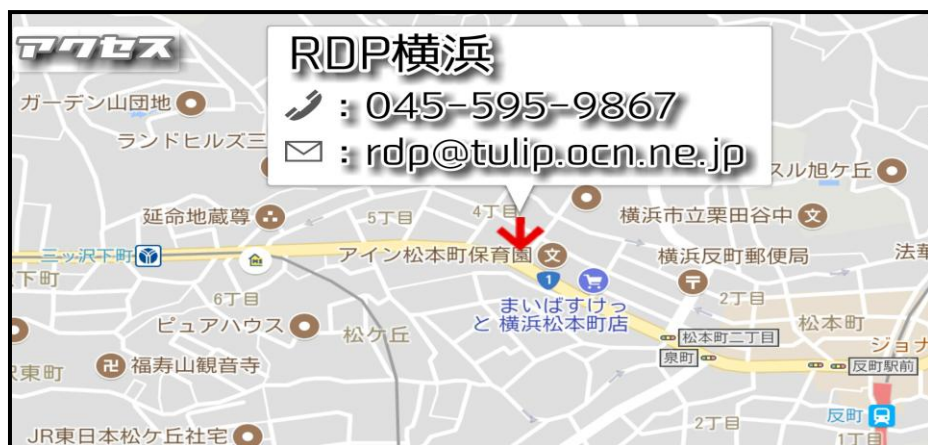 アクセス
RDP横浜
：045-595-9867
：rdp@tulip.ocn.ne.jp
ガーデン山団地
ランドヒルズ三
スル旭ケ丘
延命地蔵尊
5丁目
4丁目
横浜市立栗田谷中
文
三ッ沢下町
アイン松本町保育園
文
横浜反町郵便局
法華
下町
1
6丁目
2丁目
まいばすけっ
と 横浜松本町店
ピュアハウス
松ケ丘
松本町二丁目
松本町
ジョナ
泉町
東町
福寿山観音寺
反町駅前
2丁目
反町
JR東日本松ケ丘社宅
1丁目